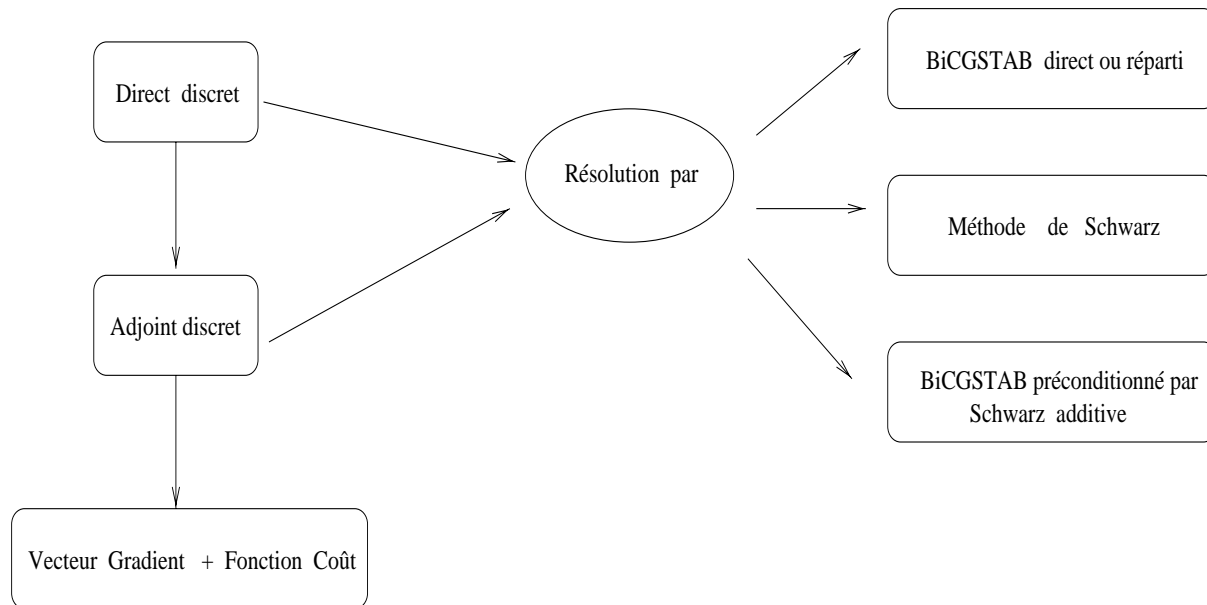 Direct discret
Adjoint discret
Vecteur Gradient + Fonction Coût
Résolution par
BiCGSTAB direct ou réparti
Méthode de Schwarz
BiCGSTAB préconditionné par
Schwarz additive